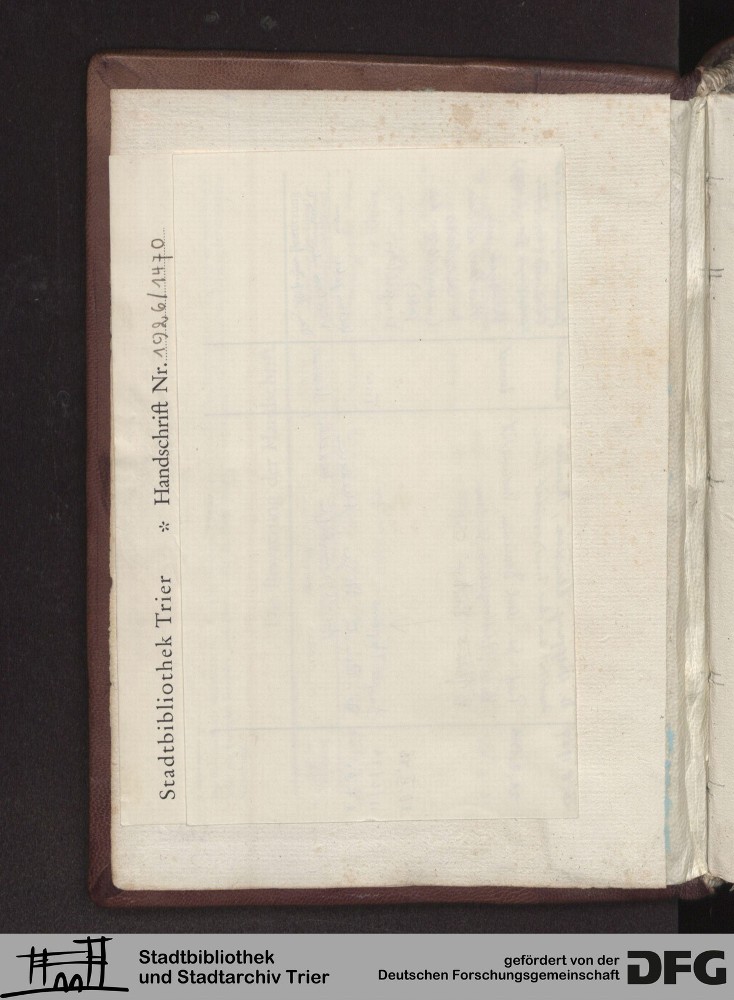 Stadtbibliothek Trier * Handschrift Nr. 1926/1470
Stadtbibliothek
und Stadtarchiv Trier
gefördert von der
Deutschen Forschungsgemeinschaft
DFG